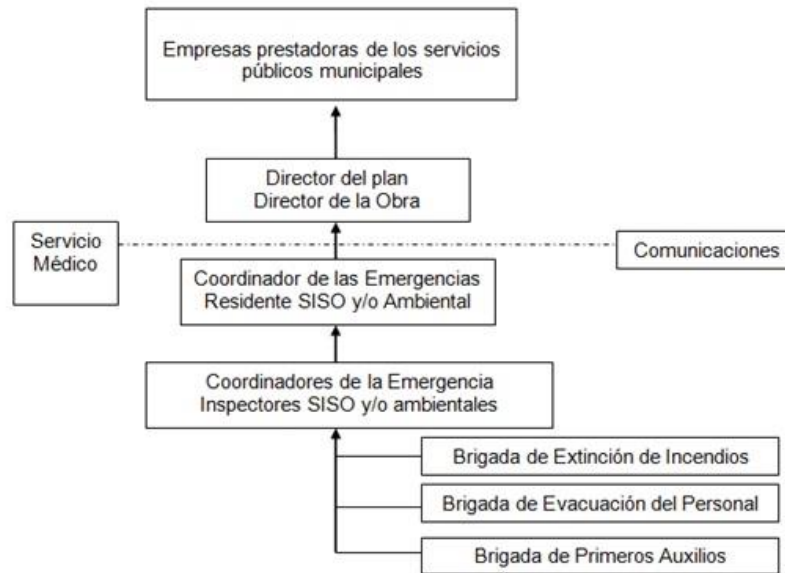 Empresas prestadoras de los servicios
públicos municipales
Director del plan
Director de la Obra
Servicio
Médico
Comunicaciones
Coordinador de las Emergencias
Residente SISO y/o Ambiental
Coordinadores de la Emergencia
Inspectores SISO y/o ambientales
Brigada de Extinción de Incendios
Brigada de Evacuación del Personal
Brigada de Primeros Auxilios